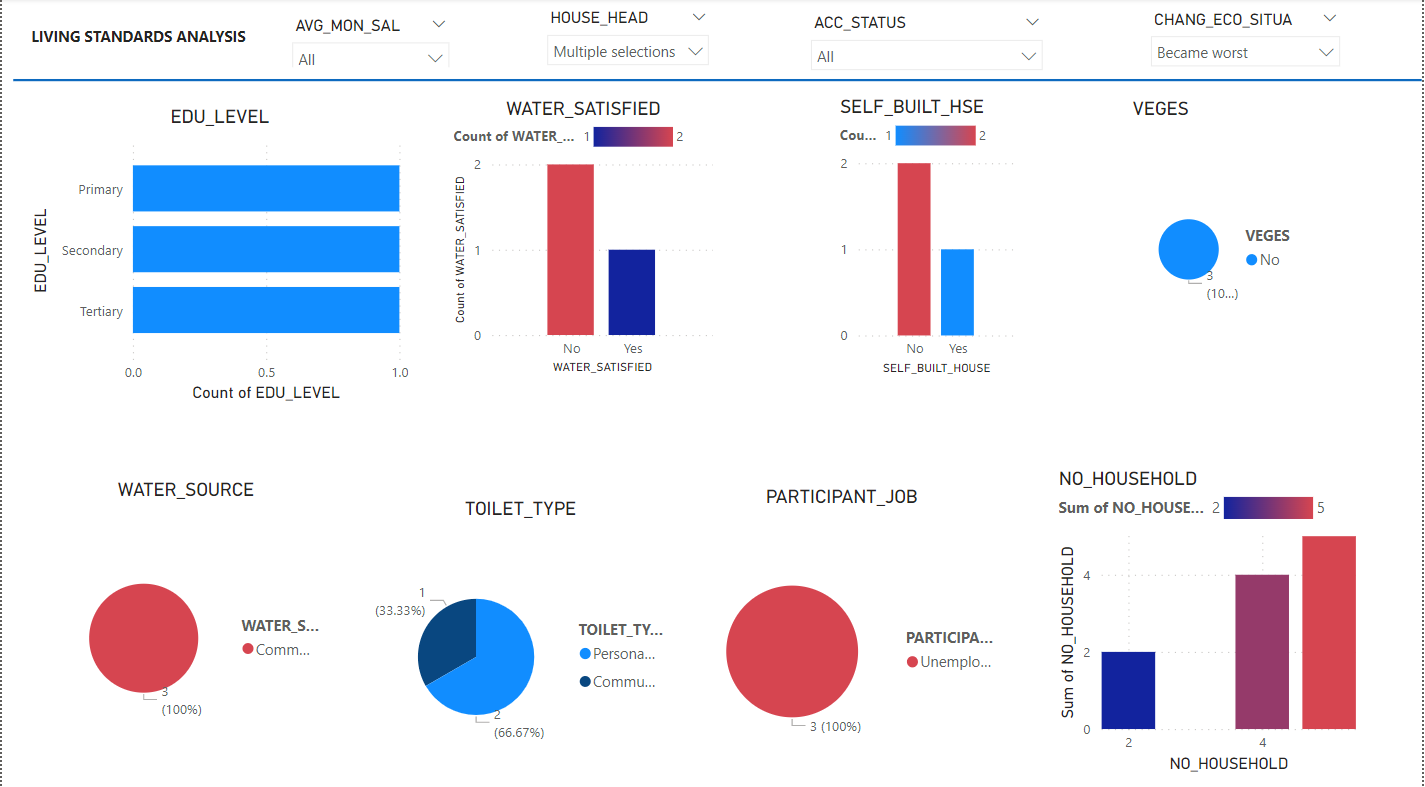 LIVING STANDARDS ANALYSIS
AVG_MON_SAL
All
HOUSE_HEAD
Multiple selections
ACC_STATUS
All
CHANG_ECO_SITUA
Became worst
EDU_LEVEL
EDU_LEVEL
Primary
Secondary
Tertiary
0.0 0.5 1.0
Count of EDU_LEVEL
WATER_SATISFIED
Count of WATER_... 1 2
Count of WATER_SATISFIED
2
1
0
No Yes
WATER_SATISFIED
SELF_BUILT_HSE
Cou... 1 2
2
1
0
No Yes
SELF_BUILT_HOUSE
VEGES
VEGES
No
3
(10...)
WATER_SOURCE
WATER_S...
Comm...
3
(100%)
TOILET_TYPE
1
(33.33%)
TOILET_TY...
Persona...
Commu...
2
(66.67%)
PARTICIPANT_JOB
PARTICIPA...
Unemplo...
3 (100%)
NO_HOUSEHOLD
Sum of NO_HOUSE... 2 5
Sum of NO_HOUSEHOLD
4
2
0
2 4
NO_HOUSEHOLD